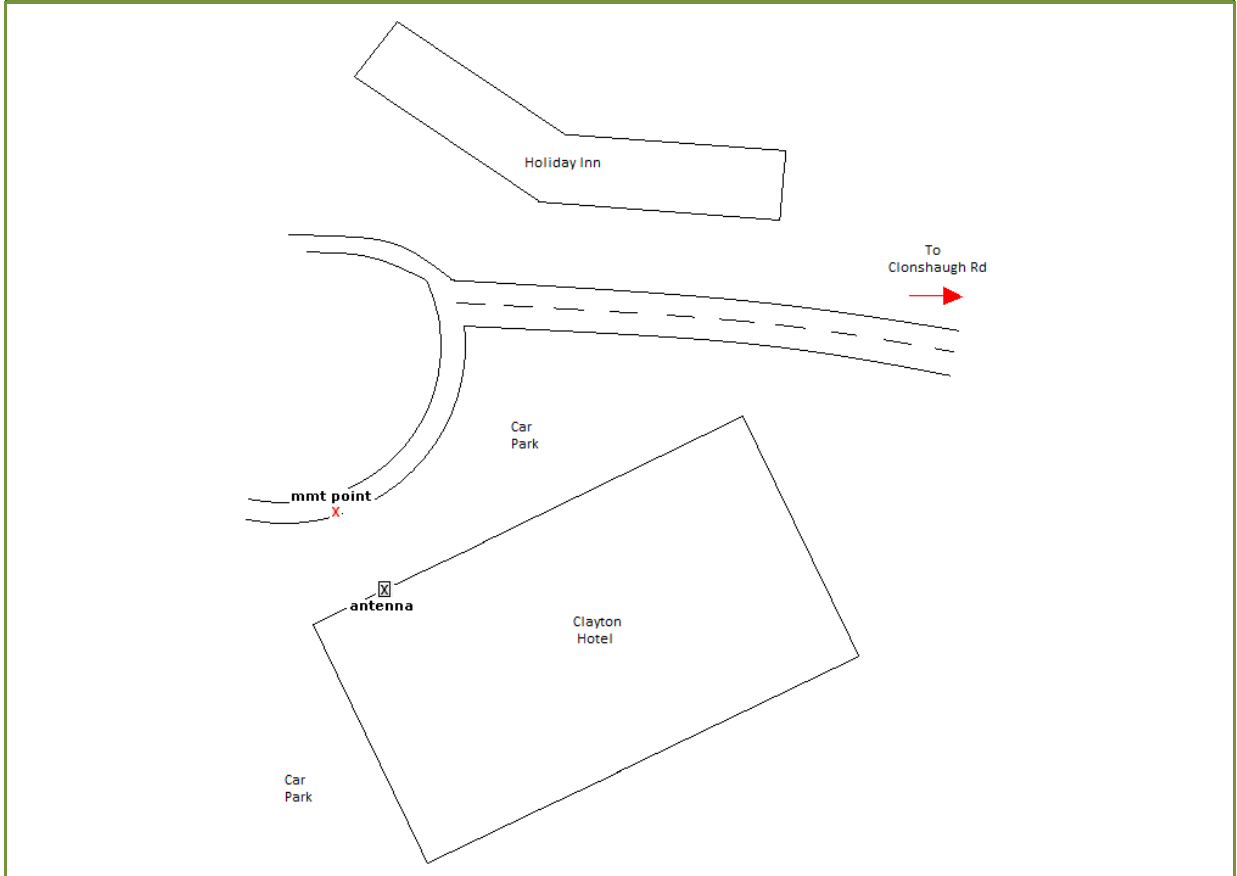 Holiday Inn
To
Clonshaugh Rd
Car
Park
mmt point
X
X
antenna
Clayton
Hotel
Car
Park